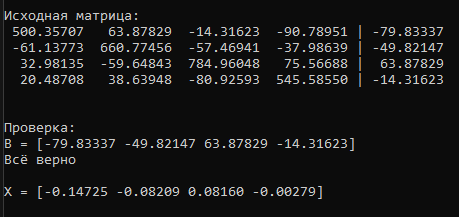 Исходная матрица:
500.35707 63.87829 -14.31623 -90.78951 | -79.83337
-61.13773 660.77456 -57.46941 -37.98639 | -49.82147
32.98135 -59.64843 784.96048 75.56688 | 63.87829
20.48708 38.63948 -80.92593 545.58550 | -14.31623
Проверка:
B = [-79.83337 -49.82147 63.87829 -14.31623]
Всё верно
X = [-0.14725 -0.08209 0.08160 -0.00279]